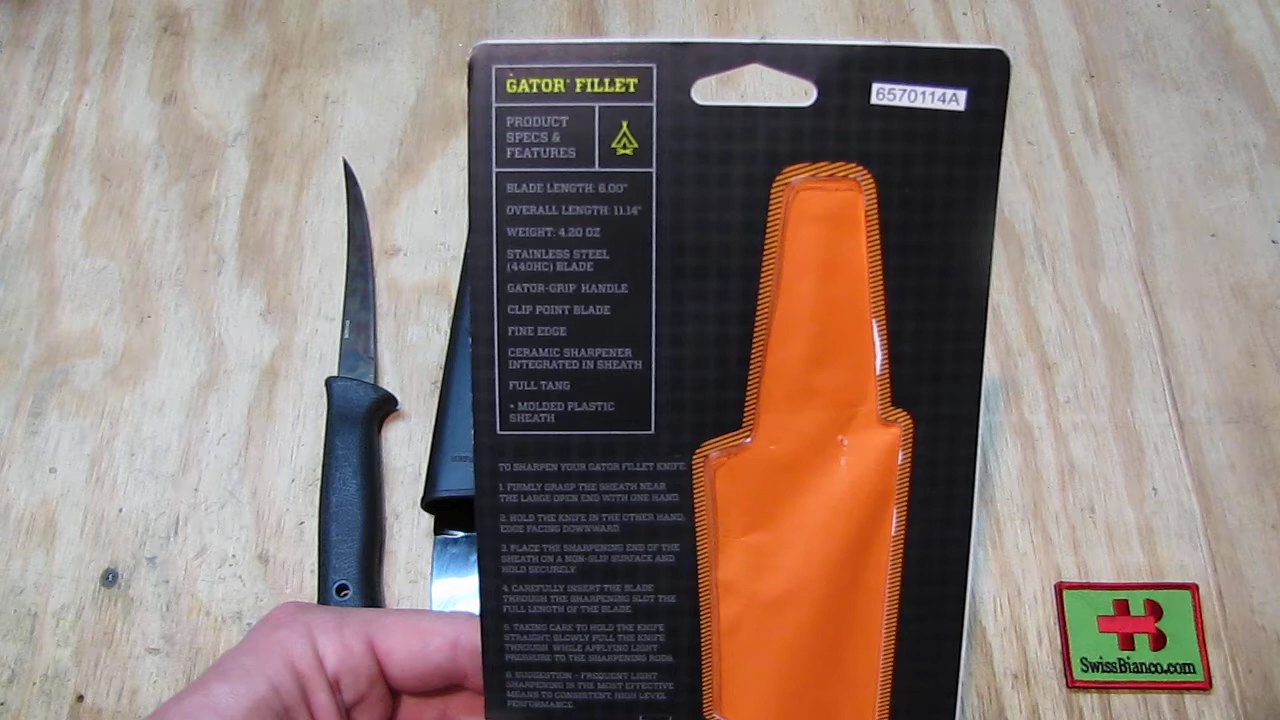 GATOR® FILLET
6570114A
PRODUCT
SPECS &
FEATURES
BLADE LENGTH: 6.00"
OVERALL LENGTH: 11.14"
WEIGHT: 4.20 OZ
STAINLESS STEEL
(440HC) BLADE
GATOR-GRIP® HANDLE
CLIP POINT BLADE
FINE EDGE
CERAMIC SHARPENER
INTEGRATED IN SHEATH
FULL TANG
• MOLDED PLASTIC
SHEATH
TO SHARPEN YOUR GATOR FILLET KNIFE:
1. FIRMLY GRASP THE SHEATH NEAR
THE LARGE OPEN END WITH ONE HAND.
2. HOLD THE KNIFE IN THE OTHER HAND,
EDGE FACING DOWNWARD.
3. PLACE THE SHARPENING END OF THE
SHEATH ON A NON-SLIP SURFACE AND
HOLD SECURELY.
4. CAREFULLY INSERT THE BLADE
THROUGH THE SHARPENING SLOT THE
FULL LENGTH OF THE BLADE.
5. TAKING CARE TO HOLD THE KNIFE
STRAIGHT, SLOWLY PULL THE KNIFE
THROUGH WHILE APPLYING LIGHT
PRESSURE TO THE SHARPENING RODS.
6. SUGGESTION - FREQUENT LIGHT
SHARPENING IS THE MOST EFFECTIVE
MEANS TO CONSISTENT, HIGH LEVEL
PERFORMANCE.
SwissBianco.com